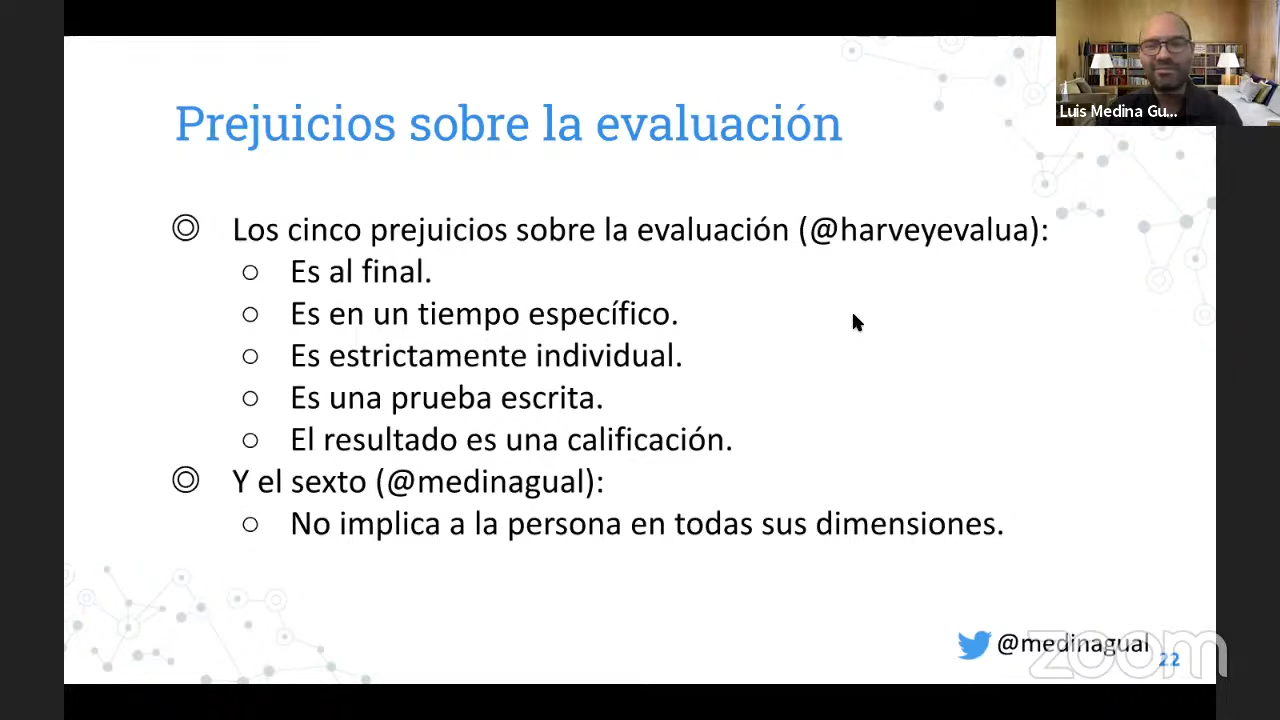 Luis Medina Gu...
Prejuicios sobre la evaluación
Los cinco prejuicios sobre la evaluación (@harveyevalua):
Es al final.
Es en un tiempo específico.
Es estrictamente individual.
Es una prueba escrita.
El resultado es una calificación.
Y el sexto (@medinagual):
No implica a la persona en todas sus dimensiones.
@medinagual
22
zoom